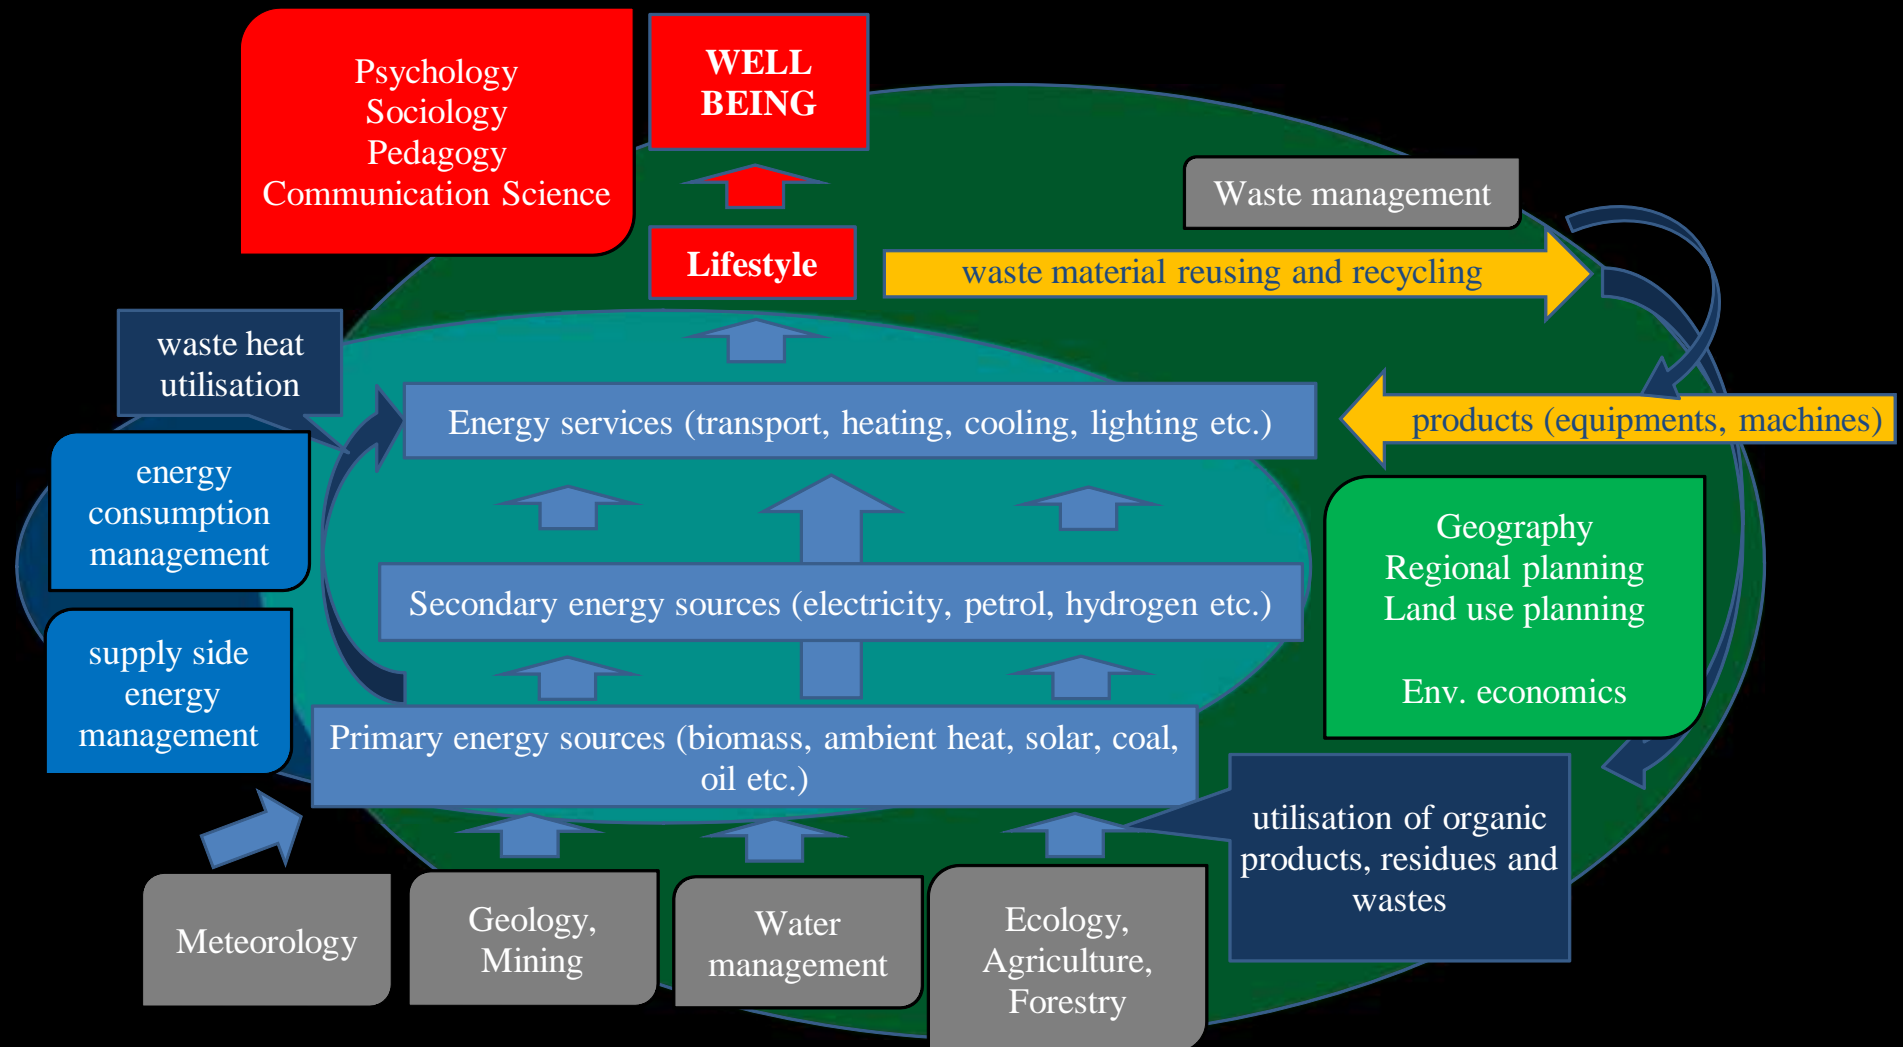 Psychology
Sociology
Pedagogy
Communication Science
WELL
BEING
Waste management
Lifestyle
waste material reusing and recycling
waste heat
utilisation
Energy services (transport, heating, cooling, lighting etc.)
products (equipments, machines)
energy
consumption
management
Geography
Regional planning
Land use planning
Env. economics
Secondary energy sources (electricity, petrol, hydrogen etc.)
supply side
energy
management
Primary energy sources (biomass, ambient heat, solar, coal,
oil etc.)
utilisation of organic
products, residues and
wastes
Meteorology
Geology,
Mining
Water
management
Ecology,
Agriculture,
Forestry